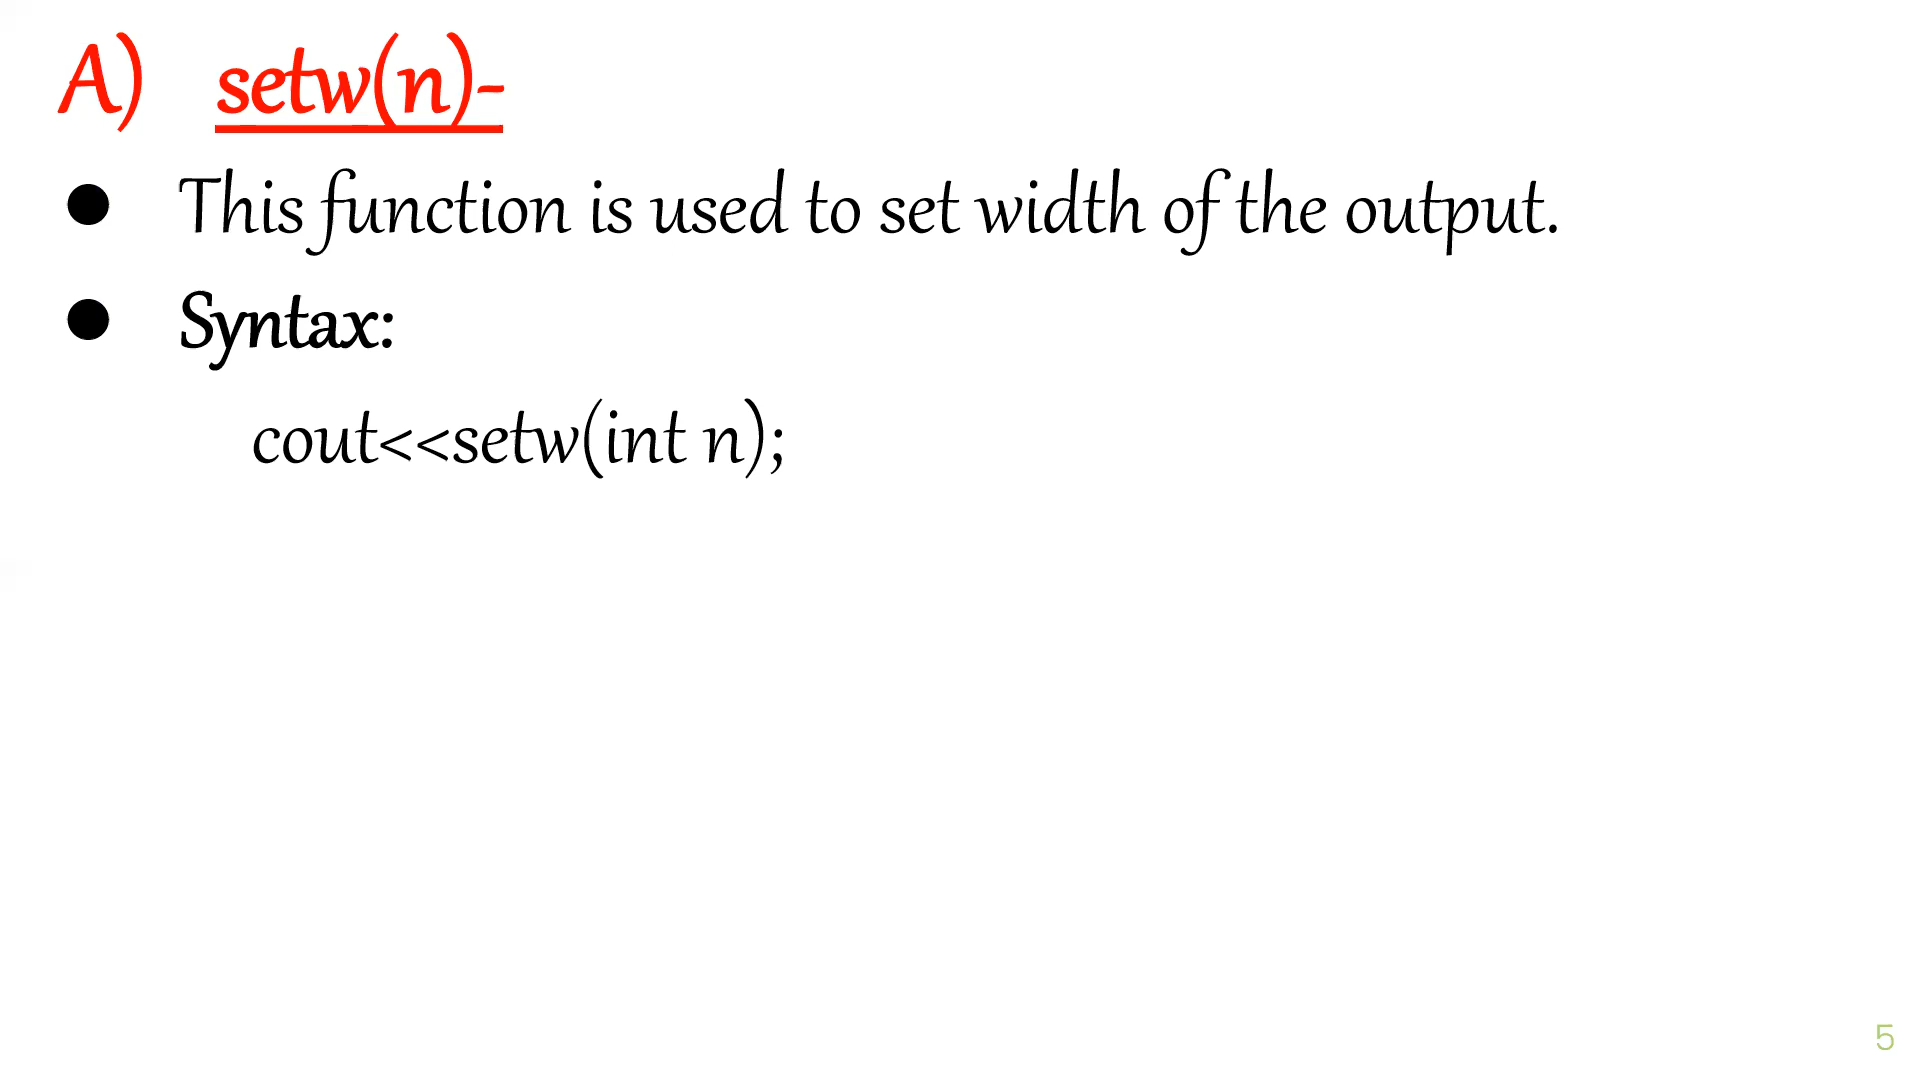 A) setw(n)-
● This function is used to set width of the output.
● Syntax:
cout<<setw(int n);
5